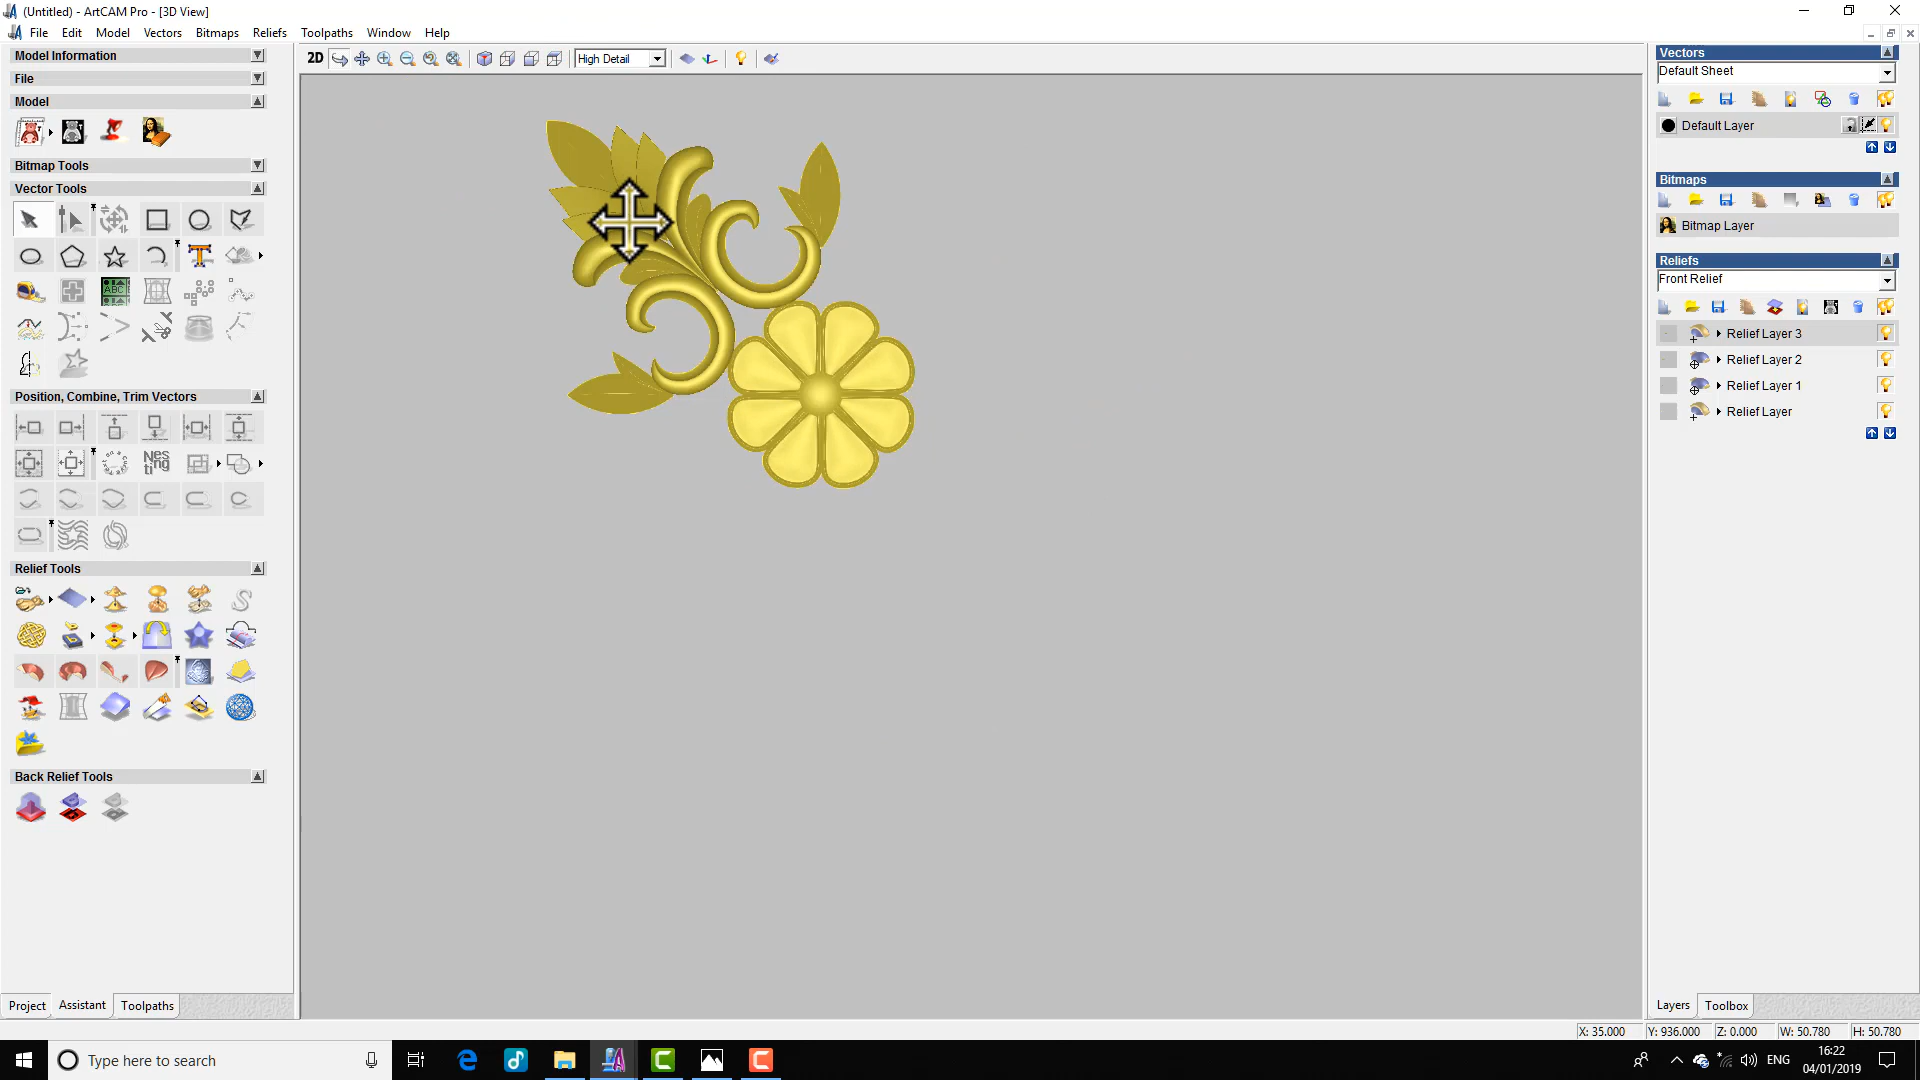 (Untitled) - ArtCAM Pro - [3D View]
File Edit Model Vectors Bitmaps Reliefs Toolpaths Window Help
Model Information
File
Model
Bitmap Tools
Vector Tools
ABC
Position, Combine, Trim Vectors
Nes
ting
Relief Tools
Back Relief Tools
Project Assistant Toolpaths
2D High Detail
Vectors
Default Sheet
Default Layer
Bitmaps
Bitmap Layer
Reliefs
Front Relief
Relief Layer 3
Relief Layer 2
Relief Layer 1
Relief Layer
Layers Toolbox
X: 35.000 Y: 936.000 Z: 0.000 W: 50.780 H: 50.780
Type here to search
ENG
16:22
04/01/2019